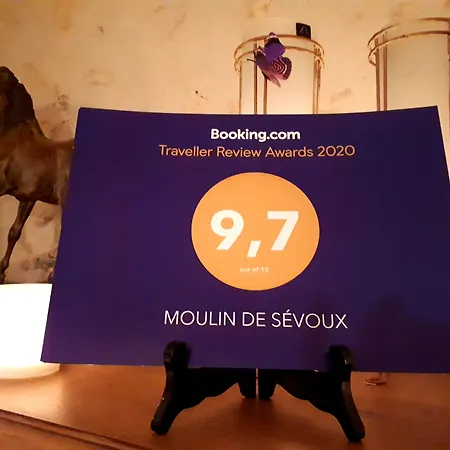 Booking.com
Traveller Review Awards 2020
9,7
out of 10
MOULIN DE SÉVOUX